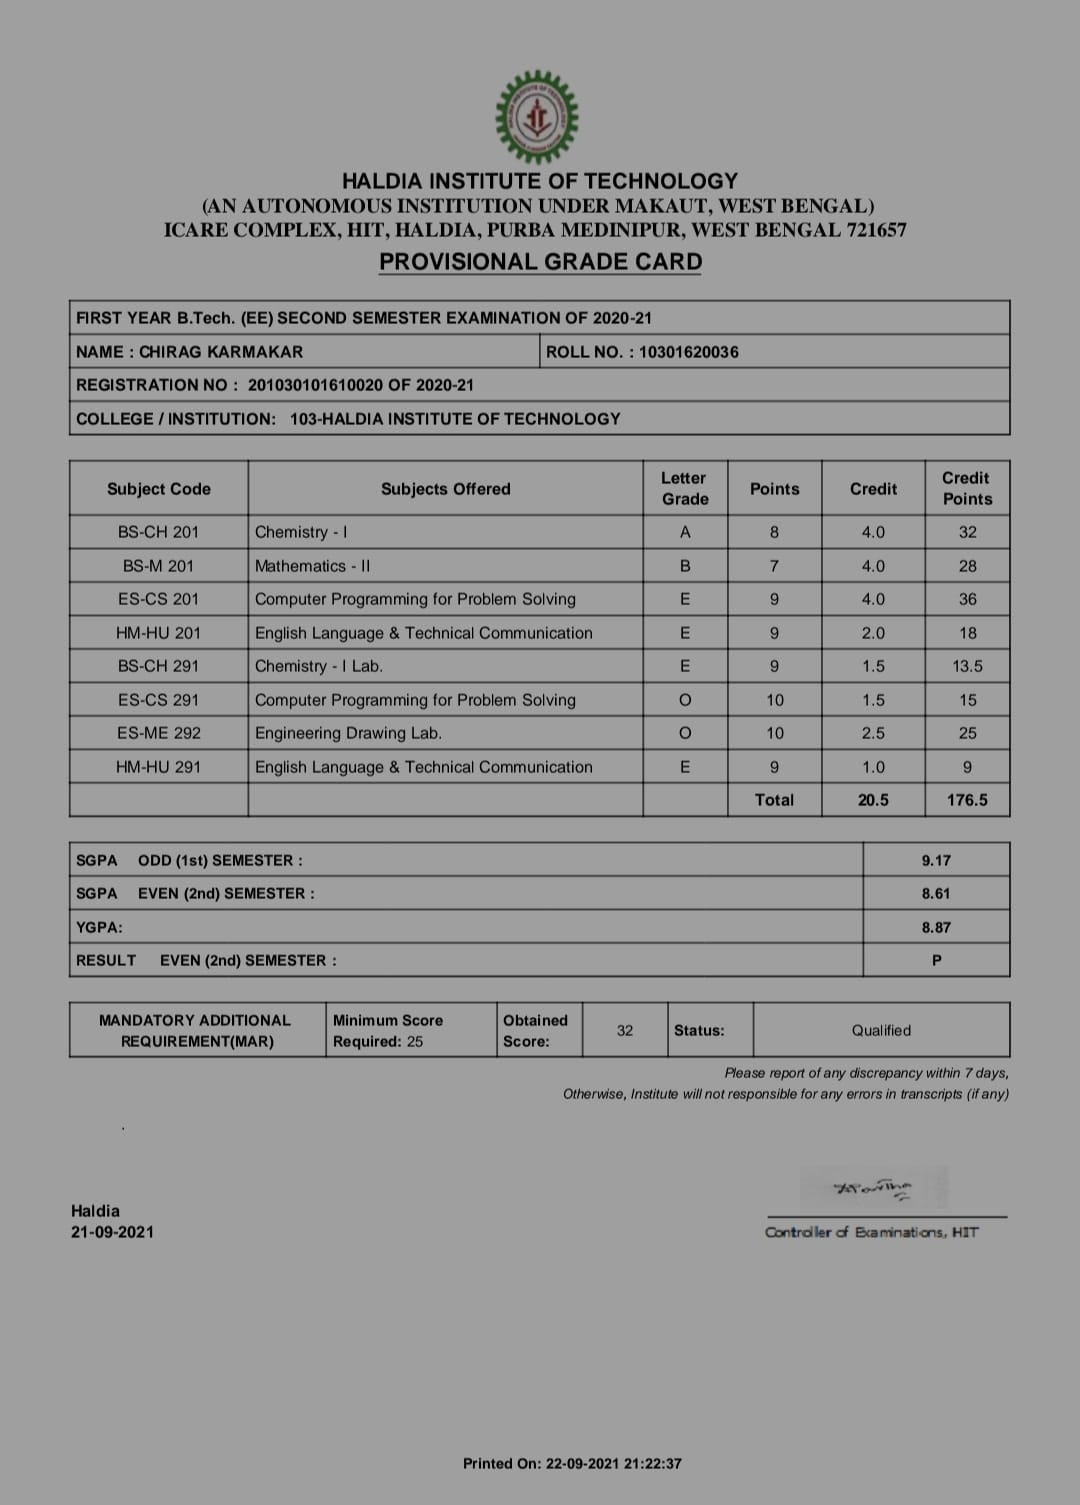 HALDIA INSTITUTE OF TECHNOLOGY
(AN AUTONOMOUS INSTITUTION UNDER MAKAUT, WEST BENGAL)
ICARE COMPLEX, HIT, HALDIA, PURBA MEDINIPUR, WEST BENGAL 721657
PROVISIONAL GRADE CARD
FIRST YEAR B.Tech. (EE) SECOND SEMESTER EXAMINATION OF 2020-21
NAME : CHIRAG KARMAKAR ROLL NO. : 10301620036
REGISTRATION NO : 201030101610020 OF 2020-21
COLLEGE / INSTITUTION: 103-HALDIA INSTITUTE OF TECHNOLOGY
Subject Code Subjects Offered Letter Grade Points Credit Credit Points
BS-CH 201 Chemistry - I A 8 4.0 32
BS-M 201 Mathematics - II B 7 4.0 28
ES-CS 201 Computer Programming for Problem Solving E 9 4.0 36
HM-HU 201 English Language & Technical Communication E 9 2.0 18
BS-CH 291 Chemistry - I Lab. E 9 1.5 13.5
ES-CS 291 Computer Programming for Problem Solving O 10 1.5 15
ES-ME 292 Engineering Drawing Lab. O 10 2.5 25
HM-HU 291 English Language & Technical Communication E 9 1.0 9
Total 20.5 176.5
SGPA ODD (1st) SEMESTER : 9.17
SGPA EVEN (2nd) SEMESTER : 8.61
YGPA: 8.87
RESULT EVEN (2nd) SEMESTER : P
MANDATORY ADDITIONAL REQUIREMENT(MAR) Minimum Score Required: 25 Obtained Score: 32 Status: Qualified
Please report of any discrepancy within 7 days,
Otherwise, Institute will not responsible for any errors in transcripts (if any)
Haldia
21-09-2021
Controller of Examinations, HIT
Printed On: 22-09-2021 21:22:37